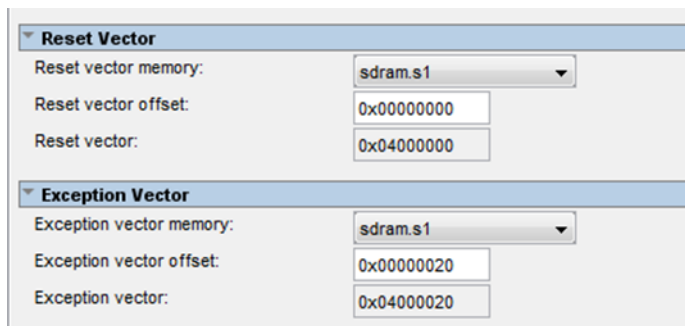 Reset Vector
Reset vector memory: sdram.s1
Reset vector offset: 0x00000000
Reset vector: 0x04000000
Exception Vector
Exception vector memory: sdram.s1
Exception vector offset: 0x00000020
Exception vector: 0x04000020